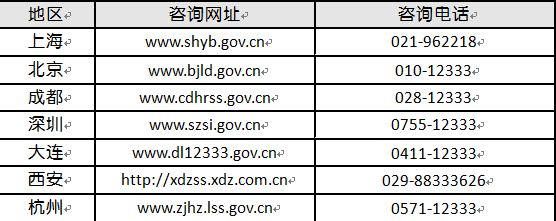 地区 咨询网址 咨询电话
上海 www.shyb.gov.cn 021-962218
北京 www.bjld.gov.cn 010-12333
成都 www.cdhrss.gov.cn 028-12333
深圳 www.szsi.gov.cn 0755-12333
大连 www.dl12333.gov.cn 0411-12333
西安 http://xdzss.xdz.com.cn 029-88333626
杭州 www.zjhz.lss.gov.cn 0571-12333